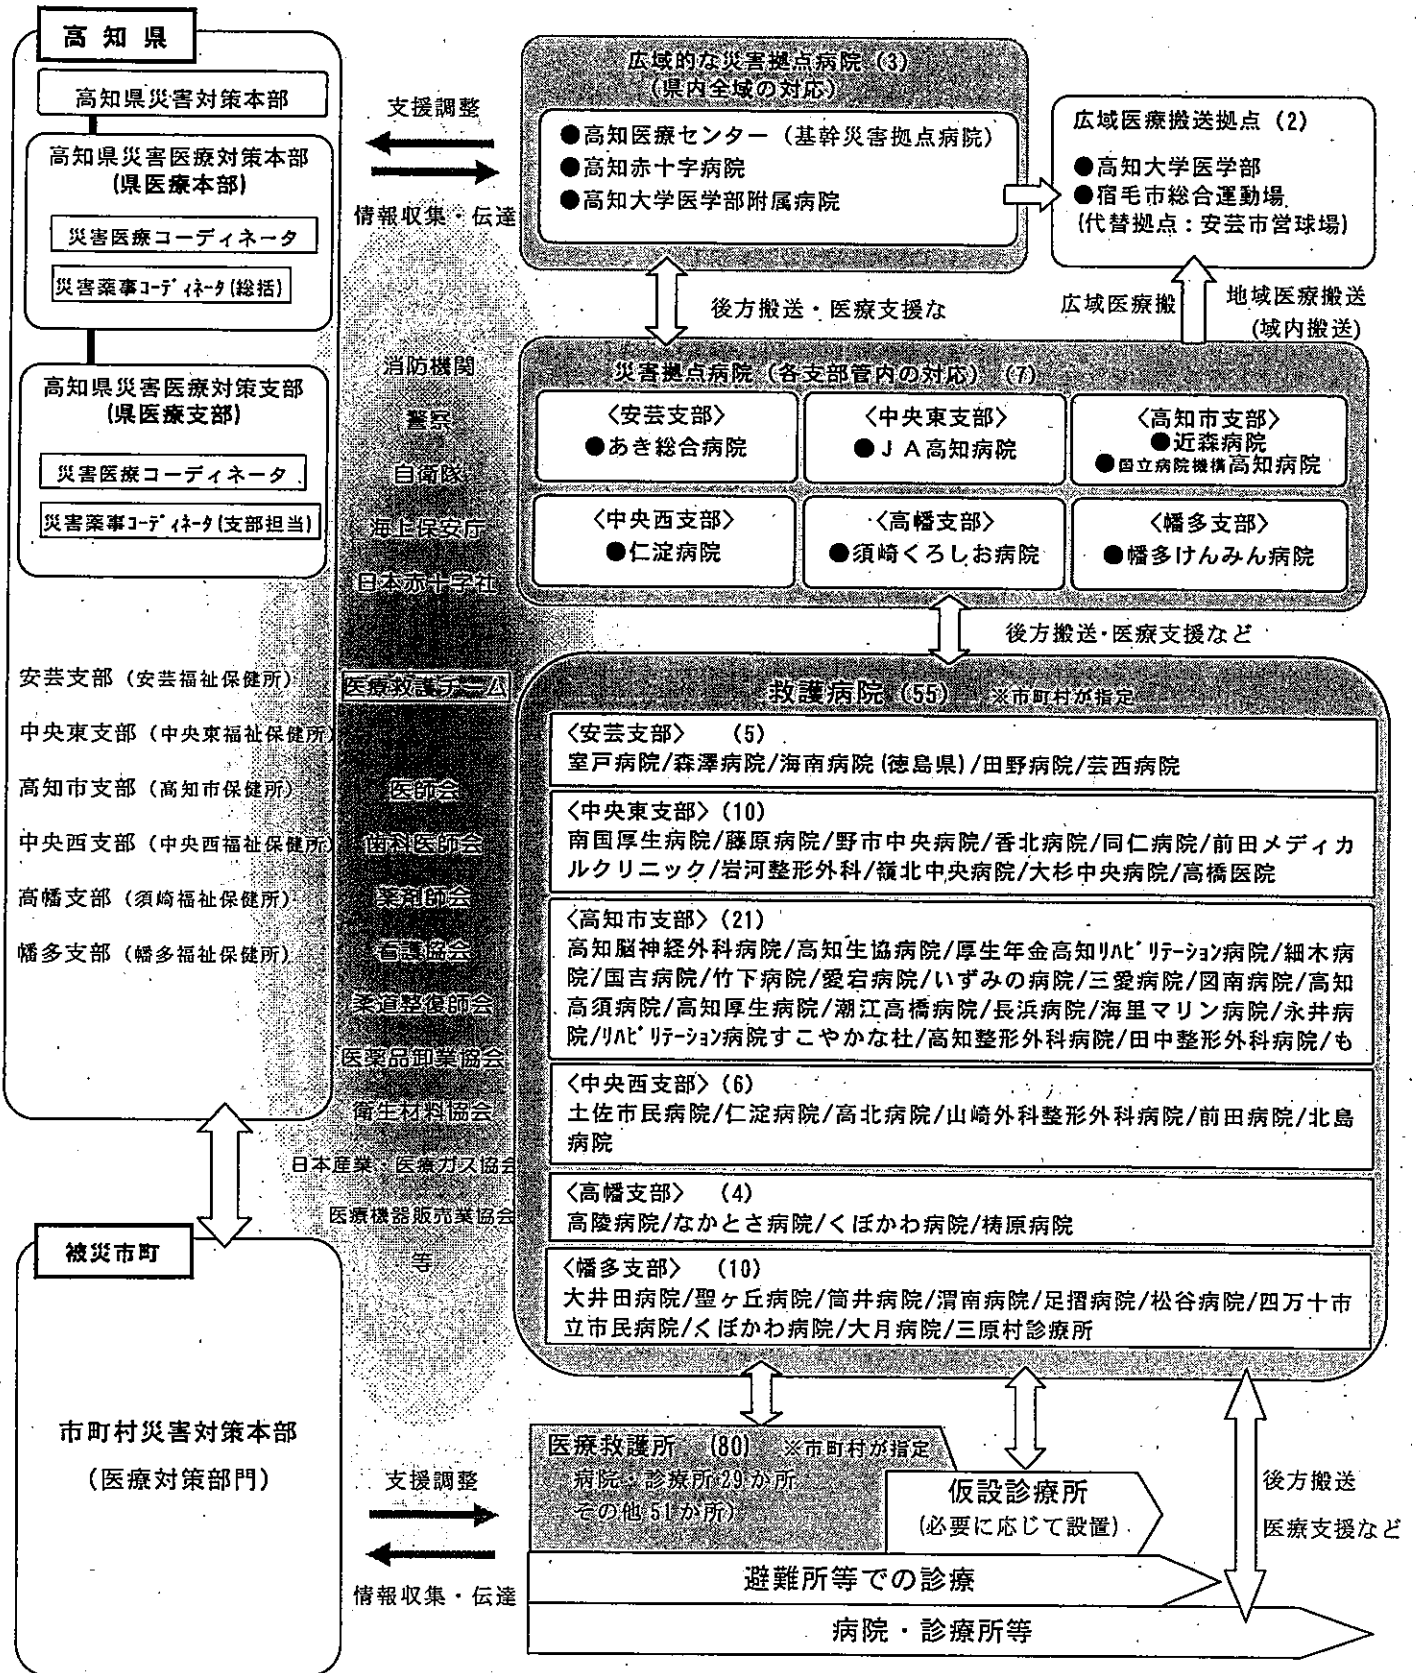 高知県
高知県災害対策本部
高知県災害医療対策本部
(県医療本部)
災害医療コーディネータ
災害薬事ｺｰﾃﾞｨﾈｰﾀ(総括)
高知県災害医療対策支部
(県医療支部)
災害医療コーディネータ
災害薬事ｺｰﾃﾞｨﾈｰﾀ(支部担当)
安芸支部(安芸福祉保健所)
中央東支部(中央東福祉保健所)
高知市支部(高知市保健所)
中央西支部(中央西福祉保健所)
高幡支部(須崎福祉保健所)
幡多支部(幡多福祉保健所)
被災市町
市町村災害対策本部
(医療対策部門)
支援調整
情報収集・伝達
消防機関
警察
自衛隊
海上保安庁
日本赤十字社
医療救護チーム
医師会
歯科医師会
薬剤師会
看護協会
柔道整復師会
医薬品卸業協会
衛生材料協会
日本産業・医療ガス協会
医療機器販売業協会
等
支援調整
情報収集・伝達
広域的な災害拠点病院(3)
(県内全域の対応)
●高知医療センター(基幹災害拠点病院)
●高知赤十字病院
●高知大学医学部附属病院
広域医療搬送拠点(2)
●高知大学医学部
●宿毛市総合運動場
(代替拠点：安芸市営球場)
後方搬送・医療支援な
広域医療搬
地域医療搬送
(域内搬送)
災害拠点病院(各支部管内の対応)(7)
〈安芸支部〉
●あき総合病院
〈中央東支部〉
●ＪＡ高知病院
〈高知市支部〉
●近森病院
●国立病院機構高知病院
〈中央西支部〉
●仁淀病院
〈高幡支部〉
●須崎くろしお病院
〈幡多支部〉
●幡多けんみん病院
後方搬送・医療支援など
救護病院(55) ※市町村が指定
〈安芸支部〉 (5)
室戸病院/森澤病院/海南病院(徳島県)/田野病院/芸西病院
〈中央東支部〉(10)
南国厚生病院/藤原病院/野市中央病院/香北病院/同仁病院/前田メディカ
ルクリニック/岩河整形外科/嶺北中央病院/大杉中央病院/高橋医院
〈高知市支部〉(21)
高知脳神経外科病院/高知生協病院/厚生年金高知ﾘﾊﾋﾞﾘﾃｰｼｮﾝ病院/細木病
院/国吉病院/竹下病院/愛宕病院/いずみの病院/三愛病院/図南病院/高知
高須病院/高知厚生病院/潮江高橋病院/長浜病院/海里マリン病院/永井病
院/ﾘﾊﾋﾞﾘﾃｰｼｮﾝ病院すこやかな杜/高知整形外科病院/田中整形外科病院/も
〈中央西支部〉(6)
土佐市民病院/仁淀病院/高北病院/山崎外科整形外科病院/前田病院/北島
病院
〈高幡支部〉 (4)
高陵病院/なかとさ病院/くぼかわ病院/梼原病院
〈幡多支部〉 (10)
大井田病院/聖ヶ丘病院/筒井病院/渭南病院/足摺病院/松谷病院/四万十市
立市民病院/くぼかわ病院/大月病院/三原村診療所
医療救護所 (80) ※市町村が指定
病院・診療所29か所
その他51か所)
仮設診療所
(必要に応じて設置)
避難所等での診療
病院・診療所等
後方搬送
医療支援など